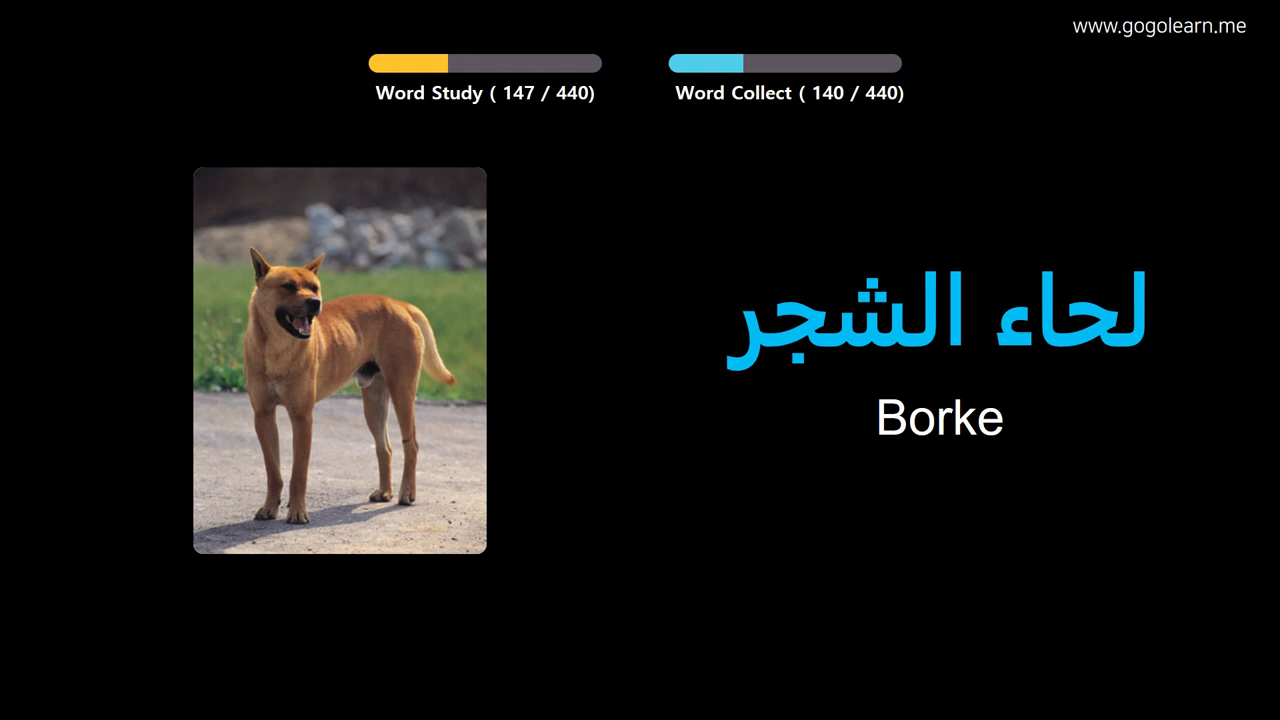 www.gogolearn.me
Word Study ( 147 / 440)
Word Collect ( 140 / 440)
لحاء الشجر
Borke